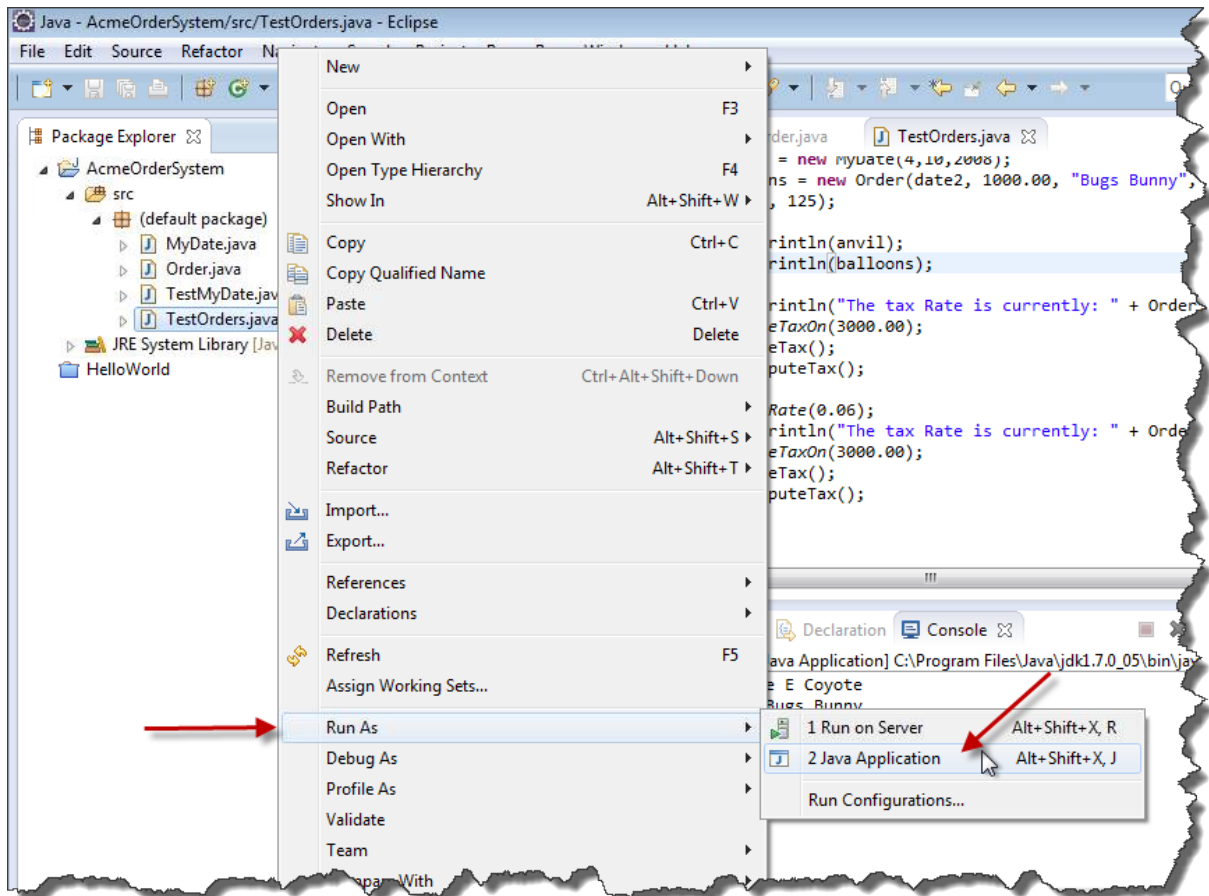 Java - AcmeOrderSystem/src/TestOrders.java - Eclipse
File Edit Source Refactor
Package Explorer
AcmeOrderSystem
src
(default package)
MyDate.java
Order.java
TestMyDate.jav
TestOrders.java
JRE System Library [Jav
HelloWorld
New
Open F3
Open With
Open Type Hierarchy F4
Show In Alt+Shift+W
Copy Ctrl+C
Copy Qualified Name
Paste Ctrl+V
Delete Delete
Remove from Context Ctrl+Alt+Shift+Down
Build Path
Source Alt+Shift+S
Refactor Alt+Shift+T
Import...
Export...
References
Declarations
Refresh F5
Assign Working Sets...
Run As
Debug As
Profile As
Validate
Team
With
1 Run on Server Alt+Shift+X, R
2 Java Application Alt+Shift+X, J
Run Configurations...
der.java TestOrders.java
= new MyDate(4,10,2008);
ns = new Order(date2, 1000.00, "Bugs Bunny",
, 125);
rintln(anvil);
rintln(balloons);
rintln("The tax Rate is currently: " + Order
eTaxOn(3000.00);
eTax();
puteTax();
Rate(0.06);
rintln("The tax Rate is currently: " + Orde
eTaxOn(3000.00);
eTax();
puteTax();
Declaration Console
ava Application] C:\Program Files\Java\jdk1.7.0_05\bin\jav
e E Coyote
Bugs Bunny